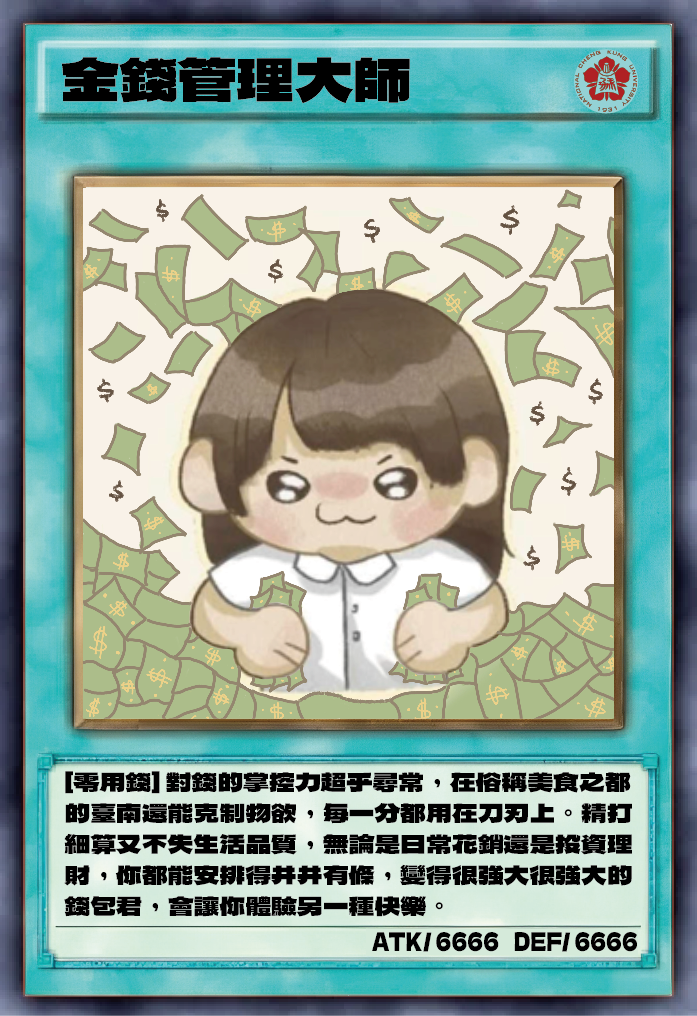 金錢管理大師
NATIONAL CHENG KUNG UNIVERSITY
1931
[零用錢] 對錢的掌控力超乎尋常，在俗稱美食之都
的臺南還能克制物欲，每一分都用在刀刃上。精打
細算又不失生活品質，無論是日常花銷還是投資理
財，你都能安排得井井有條，變得很強大很強大的
錢包君，會讓你體驗另一種快樂。
ATK/6666 DEF/6666